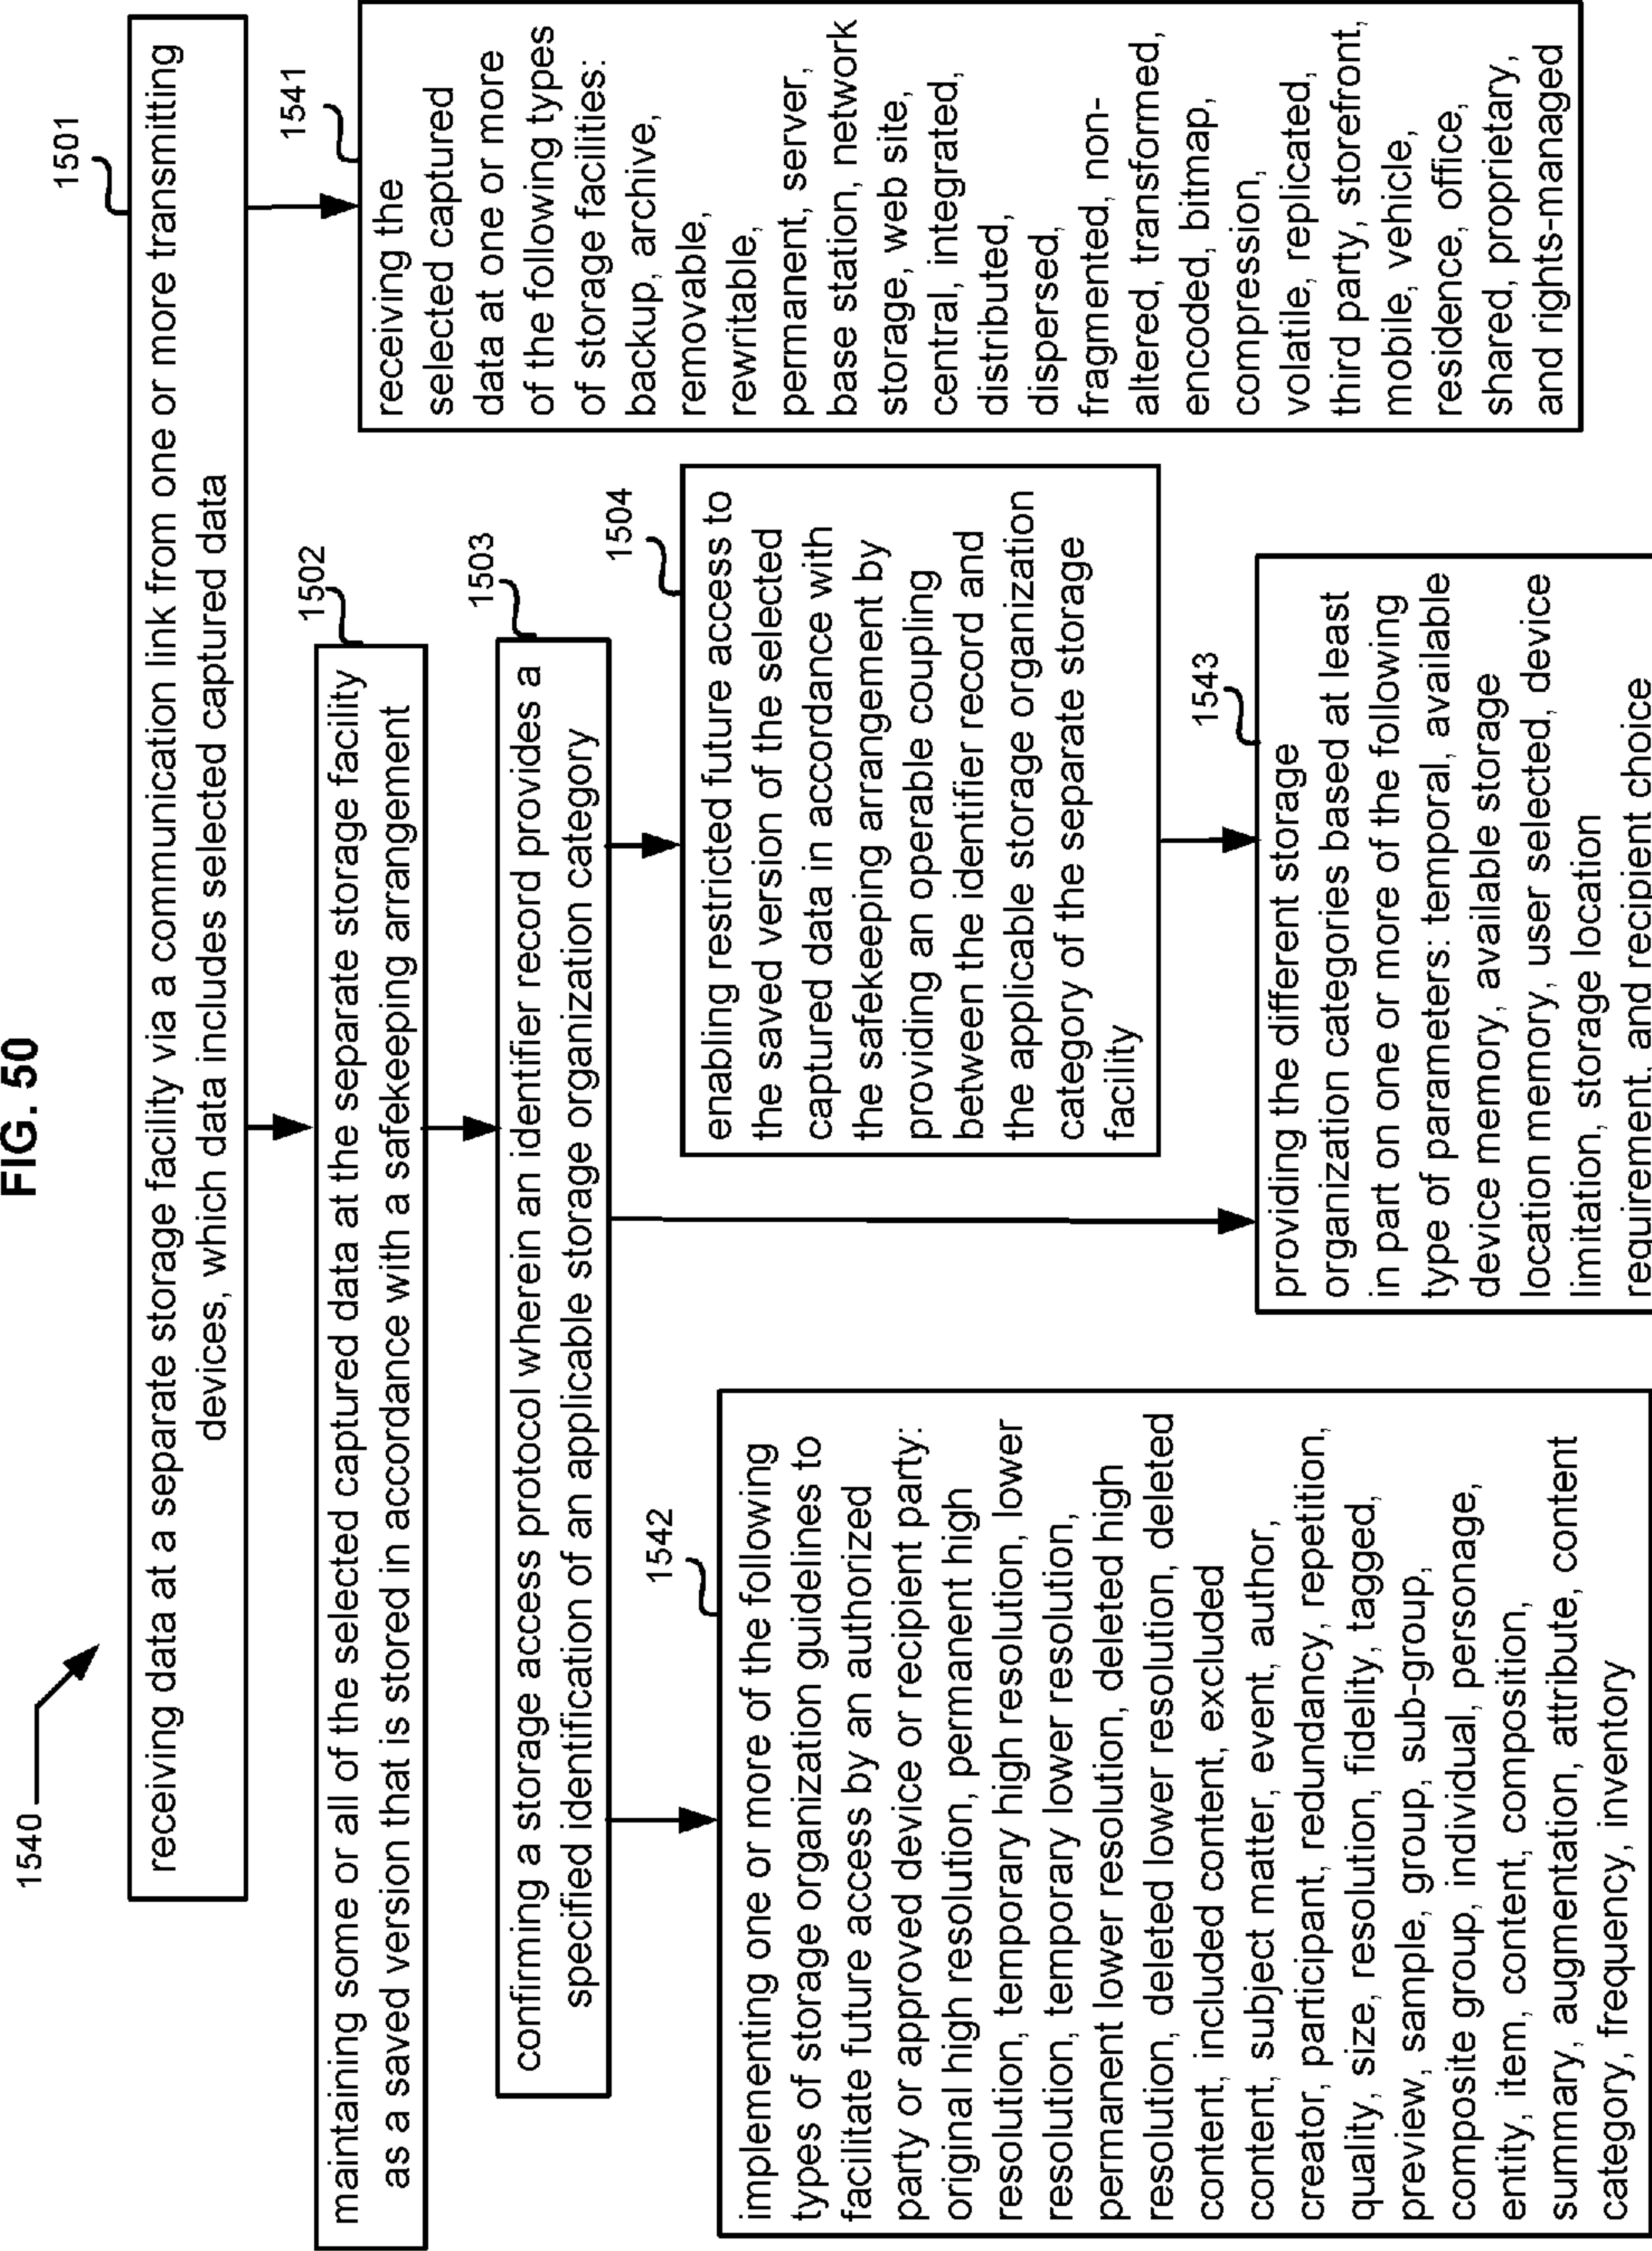 FIG. 50
1540
1501
receiving data at a separate storage facility via a communication link from one or more transmitting
devices, which data includes selected captured data
1502
maintaining some or all of the selected captured data at the separate storage facility
as a saved version that is stored in accordance with a safekeeping arrangement
1503
confirming a storage access protocol wherein an identifier record provides a
specified identification of an applicable storage organization category
1541
receiving the
selected captured
data at one or more
of the following types
of storage facilities:
backup, archive,
removable,
rewritable,
permanent, server,
base station, network
storage, web site,
central, integrated,
distributed,
dispersed,
fragmented, non-
altered, transformed,
encoded, bitmap,
compression,
volatile, replicated,
third party, storefront,
mobile, vehicle,
residence, office,
shared, proprietary,
and rights-managed
1542
implementing one or more of the following
types of storage organization guidelines to
facilitate future access by an authorized
party or approved device or recipient party:
original high resolution, permanent high
resolution, temporary high resolution, lower
resolution, temporary lower resolution,
permanent lower resolution, deleted high
resolution, deleted lower resolution, deleted
content, included content, excluded
content, subject matter, event, author,
creator, participant, redundancy, repetition,
quality, size, resolution, fidelity, tagged,
preview, sample, group, sub-group,
composite group, individual, personage,
entity, item, content, composition,
summary, augmentation, attribute, content
category, frequency, inventory
1504
enabling restricted future access to
the saved version of the selected
captured data in accordance with
the safekeeping arrangement by
providing an operable coupling
between the identifier record and
the applicable storage organization
category of the separate storage
facility
1543
providing the different storage
organization categories based at least
in part on one or more of the following
type of parameters: temporal, available
device memory, available storage
location memory, user selected, device
limitation, storage location
requirement, and recipient choice